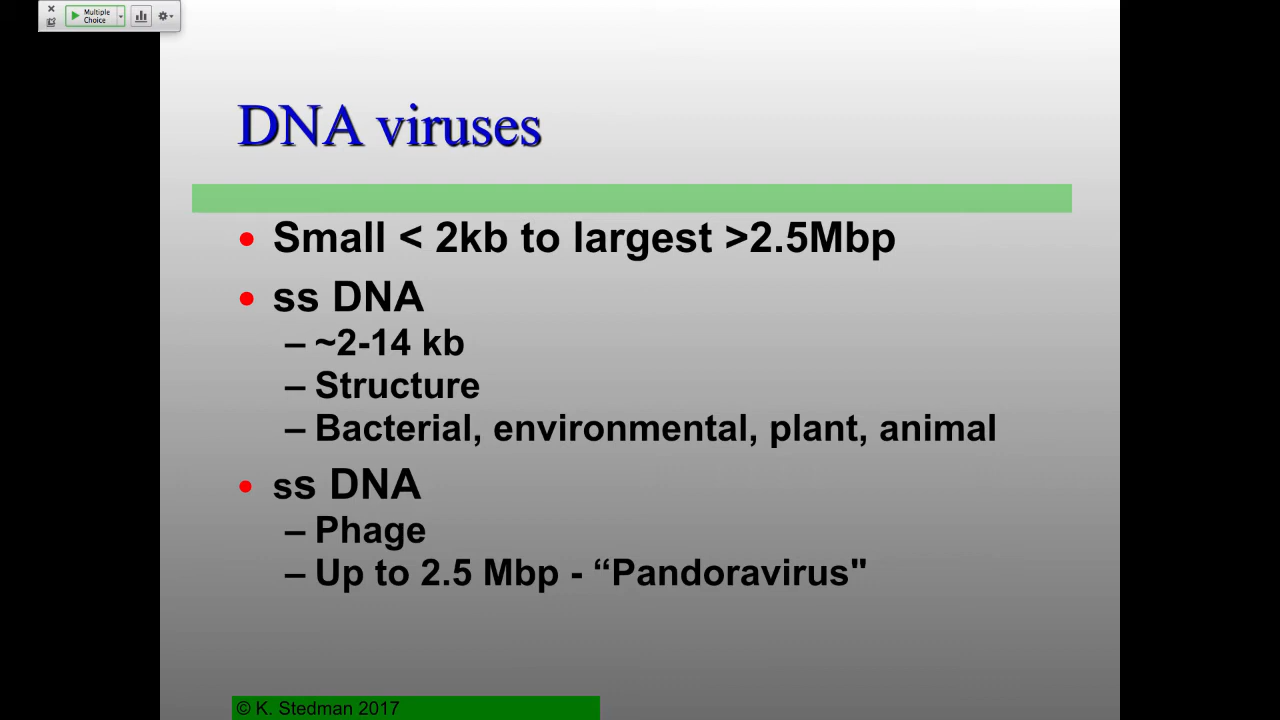 Multiple
Choice
DNA viruses
• Small < 2kb to largest >2.5Mbp
• ss DNA
– ~2-14 kb
– Structure
– Bacterial, environmental, plant, animal
• ss DNA
– Phage
– Up to 2.5 Mbp - “Pandoravirus"
© K. Stedman 2017